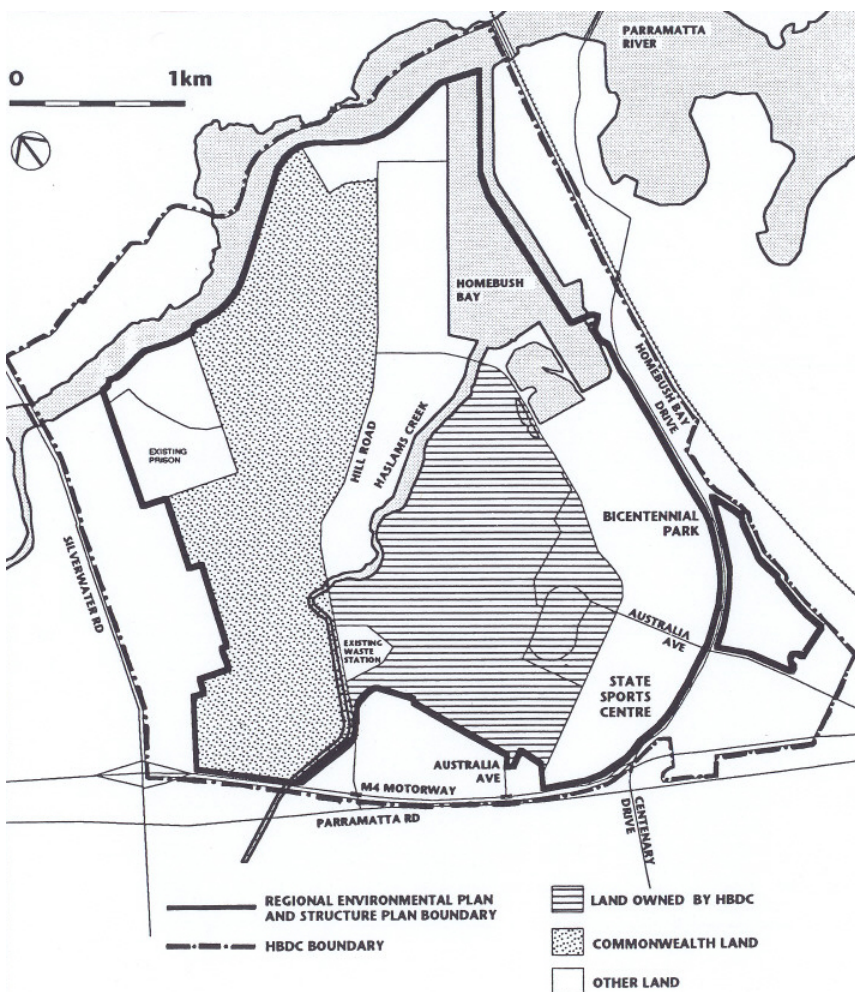 PARRAMATTA
RIVER
0
1km
HOMEBUSH
BAY
HOMEBUSH BAY
DRIVE
HILL ROAD
HASLAMS CREEK
EXISTING
PRISON
BICENTENNIAL
PARK
SILVERWATER RD
AUSTRALIA
AVE
EXISTING
WASTE
STATION
STATE
SPORTS
CENTRE
AUSTRALIA
AVE
M4 MOTORWAY
PARRAMATTA RD
CENTENARY
DRIVE
REGIONAL ENVIRONMENTAL PLAN
AND STRUCTURE PLAN BOUNDARY
HBDC BOUNDARY
LAND OWNED BY HBDC
COMMONWEALTH LAND
OTHER LAND